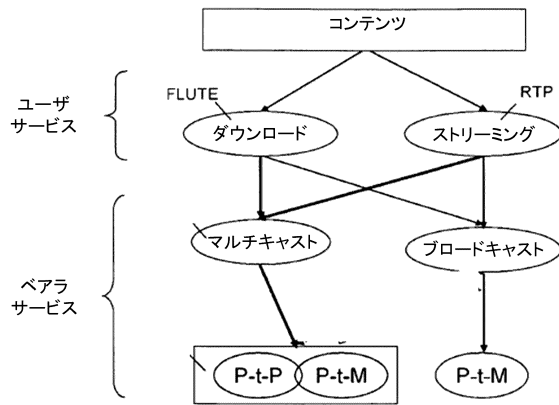 コンテンツ
FLUTE
RTP
ユーザ
サービス
ダウンロード
ストリーミング
マルチキャスト
ブロードキャスト
ベアラ
サービス
P-t-P
P-t-M
P-t-M